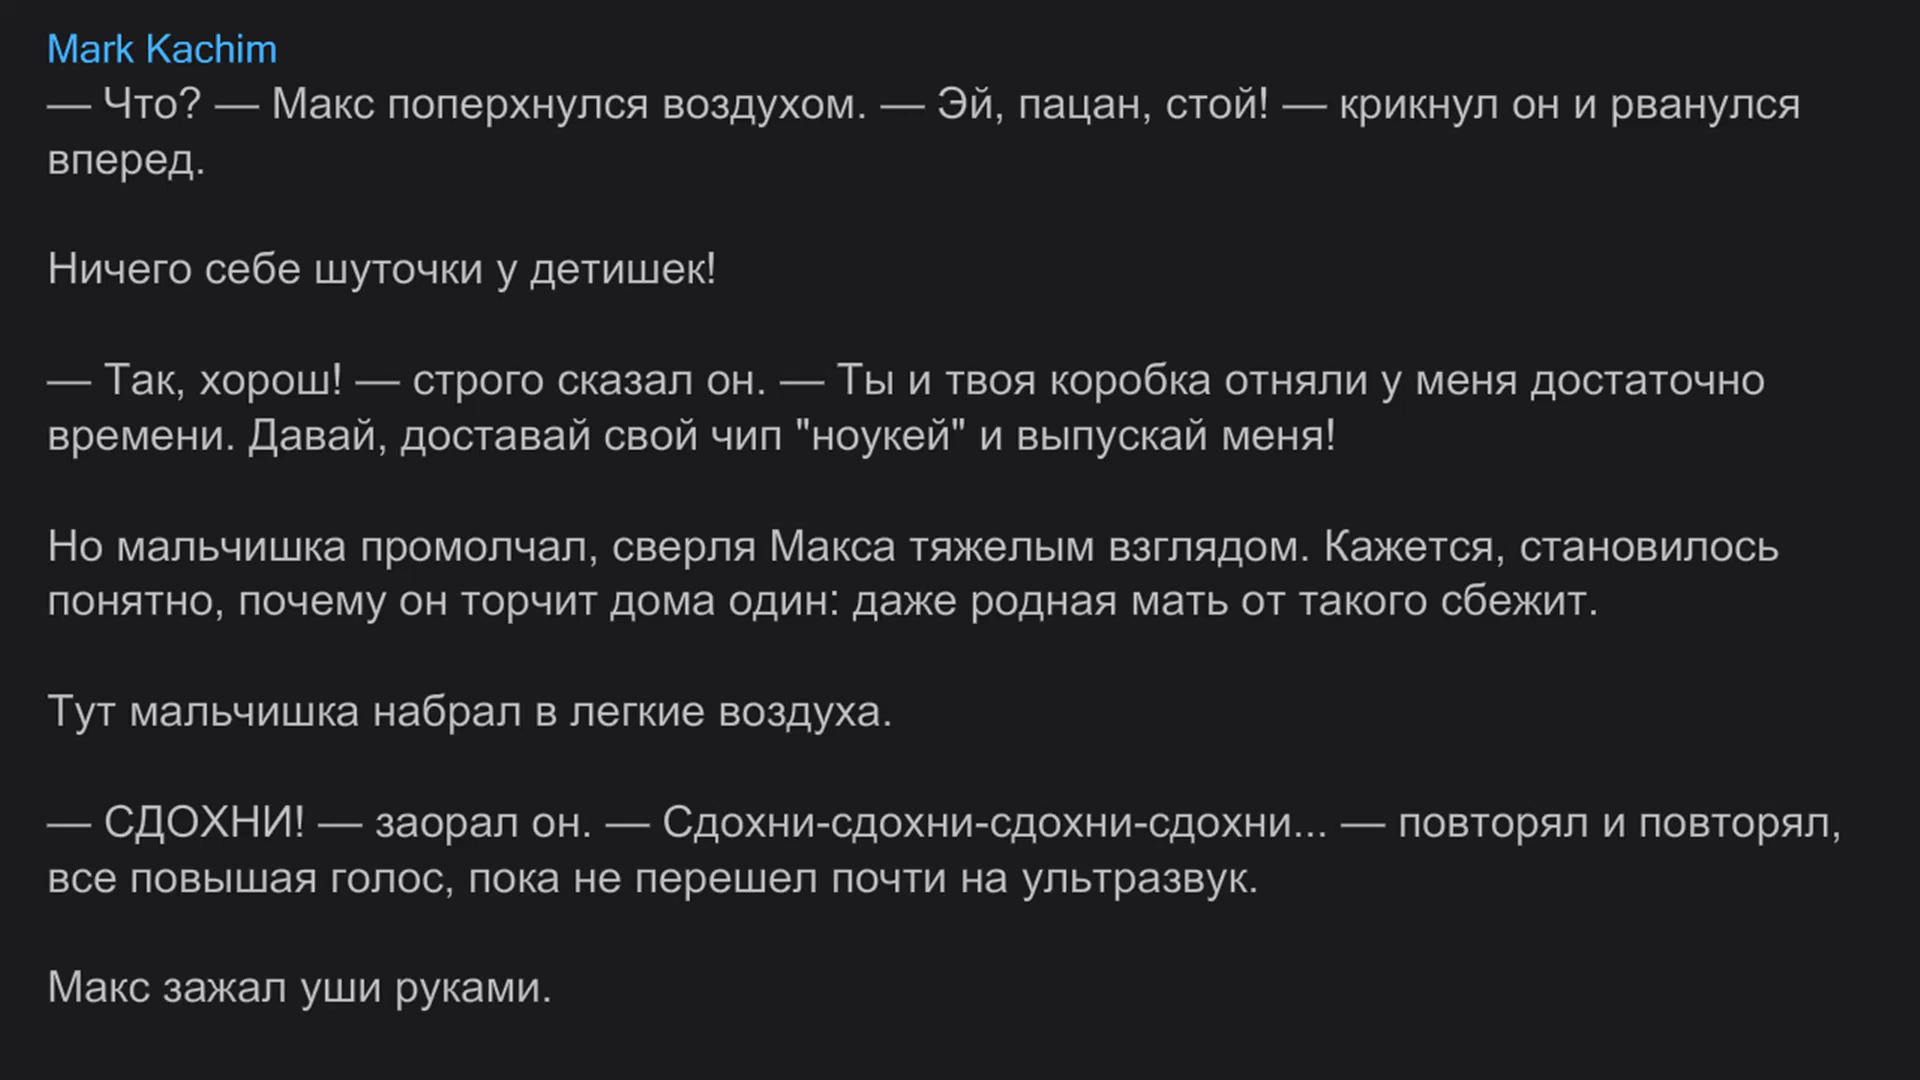 Mark Kachim
— Что? — Макс поперхнулся воздухом. — Эй, пацан, стой! — крикнул он и рванулся
вперед.
Ничего себе шуточки у детишек!
— Так, хорош! — строго сказал он. — Ты и твоя коробка отняли у меня достаточно
времени. Давай, доставай свой чип "ноукей" и выпускай меня!
Но мальчишка промолчал, сверля Макса тяжелым взглядом. Кажется, становилось
понятно, почему он торчит дома один: даже родная мать от такого сбежит.
Тут мальчишка набрал в легкие воздуха.
— СДОХНИ! — заорал он. — Сдохни-сдохни-сдохни-сдохни... — повторял и повторял,
все повышая голос, пока не перешел почти на ультразвук.
Макс зажал уши руками.